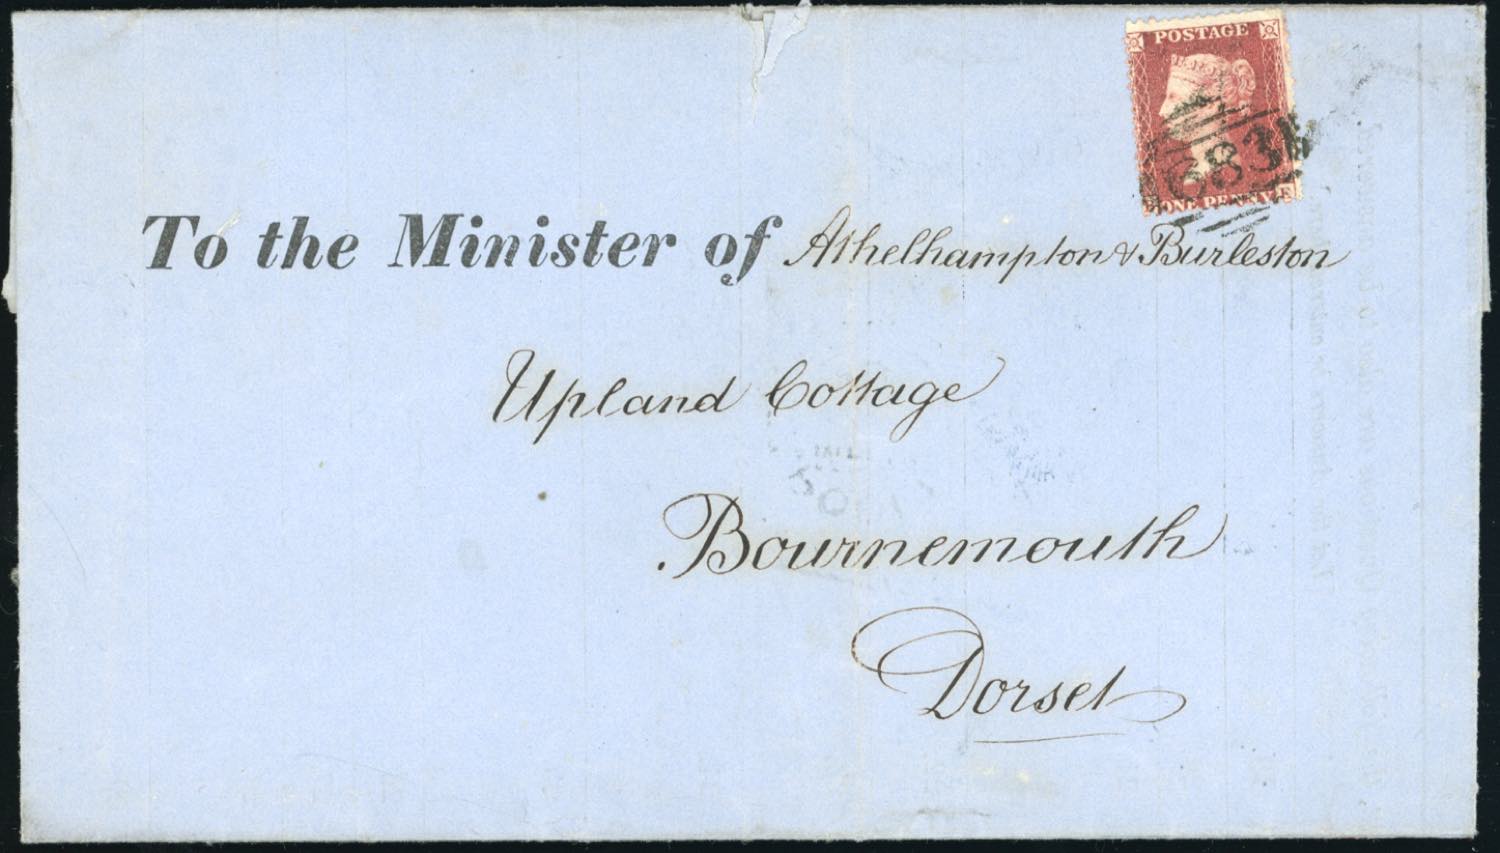 POSTAGE
683
ONE PENNY
To the Minister of Athelhampton & Burleston
Upland Cottage
Bournemouth
Dorset